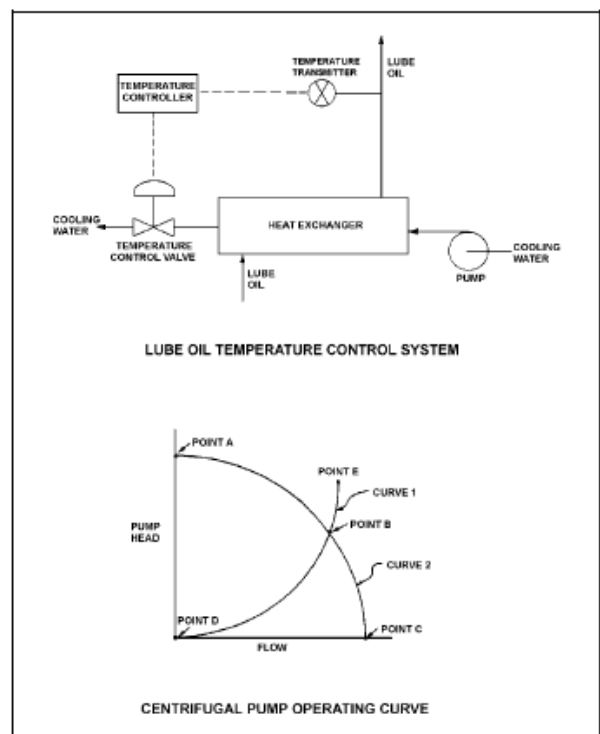 TEMPERATURE
TRANSMITTER
LUBE
OIL
TEMPERATURE
CONTROLLER
COOLING
WATER
TEMPERATURE
CONTROL VALVE
HEAT EXCHANGER
COOLING
WATER
PUMP
LUBE
OIL
LUBE OIL TEMPERATURE CONTROL SYSTEM
POINT A
POINT E
CURVE 1
POINT B
PUMP
HEAD
CURVE 2
POINT D
POINT C
FLOW
CENTRIFUGAL PUMP OPERATING CURVE